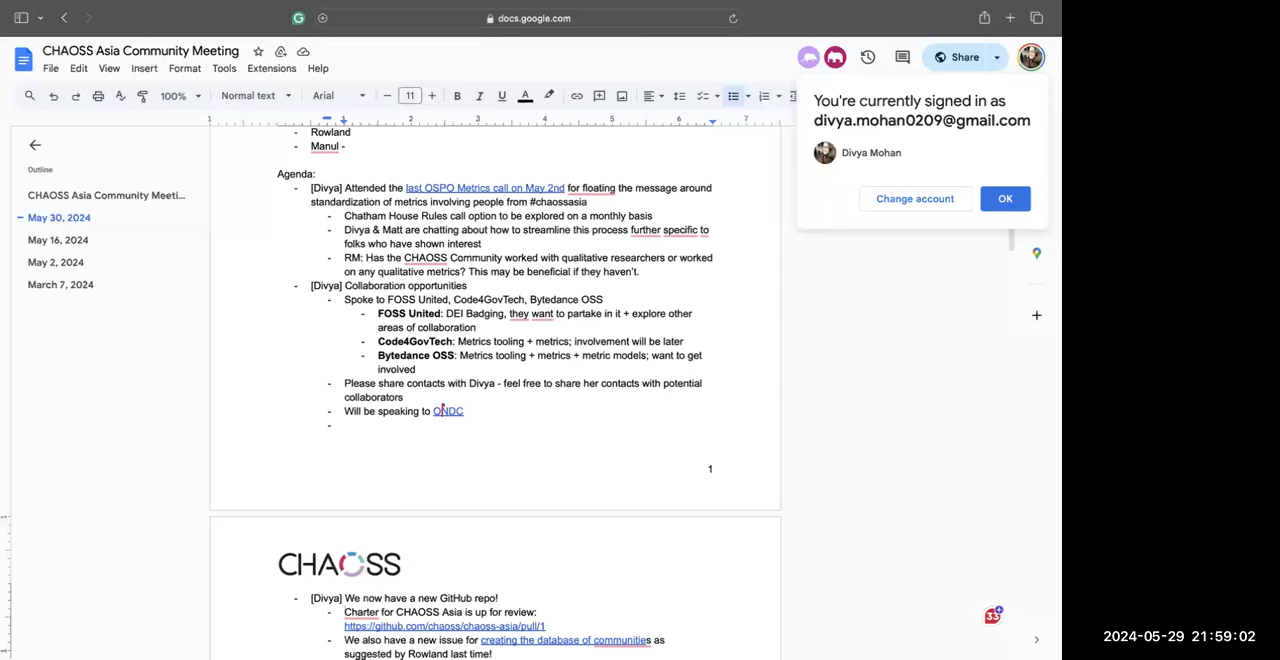 docs.google.com
CHAOSS Asia Community Meeting
File Edit View Insert Format Tools Extensions Help
Share
100% Normal text Arial 11 B I U A
You're currently signed in as
divya.mohan0209@gmail.com
Divya Mohan
Change account OK
1 1 2 3 4 5 6 7
Outline
CHAOSS Asia Community Meeti...
May 30, 2024
May 16, 2024
May 2, 2024
March 7, 2024
- Rowland
- Manul -
Agenda:
- [Divya] Attended the last OSPO Metrics call on May 2nd for floating the message around
standardization of metrics involving people from #chaossasia
- Chatham House Rules call option to be explored on a monthly basis
- Divya & Matt are chatting about how to streamline this process further specific to
folks who have shown interest
- RM: Has the CHAOSS Community worked with qualitative researchers or worked
on any qualitative metrics? This may be beneficial if they haven't.
- [Divya] Collaboration opportunities
- Spoke to FOSS United, Code4GovTech, Bytedance OSS
- FOSS United: DEI Badging, they want to partake in it + explore other
areas of collaboration
- Code4GovTech: Metrics tooling + metrics; involvement will be later
- Bytedance OSS: Metrics tooling + metrics + metric models; want to get
involved
- Please share contacts with Divya - feel free to share her contacts with potential
collaborators
- Will be speaking to ONDC
-
1
CHAOSS
- [Divya] We now have a new GitHub repo!
- Charter for CHAOSS Asia is up for review:
https://github.com/chaoss/chaoss-asia/pull/1
- We also have a new issue for creating the database of communities as
suggested by Rowland last time!
33
2024-05-29 21:59:02